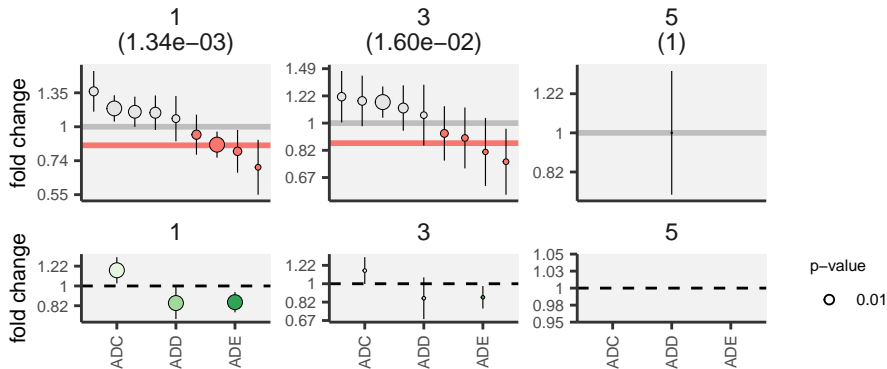 1
(1.34e−03)
3
(1.60e−02)
5
(1)
fold change
1.35
1
0.74
0.55
1.49
1.22
1
0.82
0.67
1.22
1
0.82
1
3
5
fold change
1.22
1
0.82
1.22
1
0.82
0.67
1.05
1.03
1
0.98
0.95
ADC
ADD
ADE
ADC
ADD
ADE
ADC
ADD
ADE
p−value
0.01